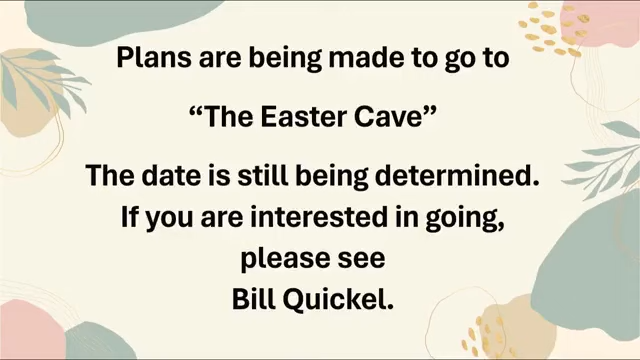 Plans are being made to go to
“The Easter Cave”
The date is still being determined.
If you are interested in going,
please see
Bill Quickel.